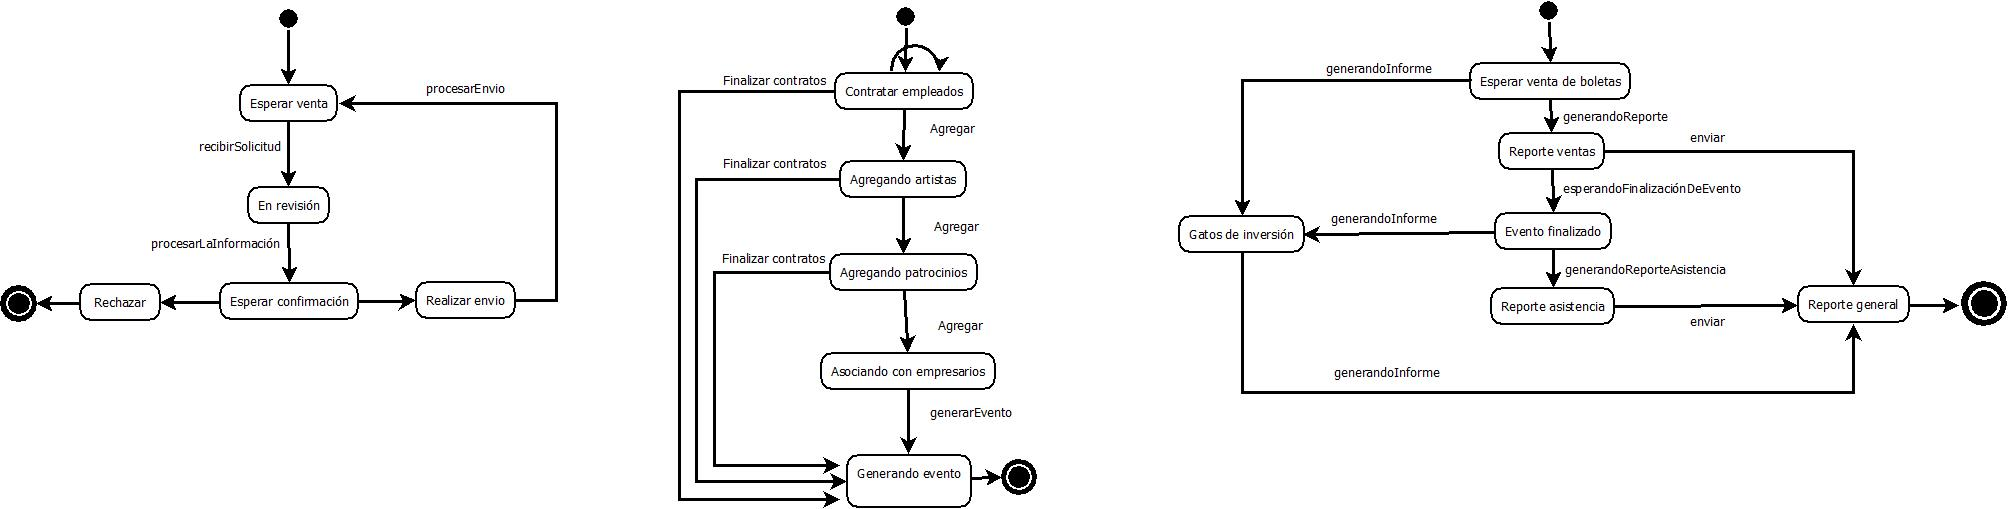 Esperar venta
procesarEnvio
recibirSolicitud
En revisión
procesarLaInformación
Rechazar
Esperar confirmación
Realizar envio
Finalizar contratos
Contratar empleados
Agregar
Finalizar contratos
Agregando artistas
Agregar
Finalizar contratos
Agregando patrocinios
Agregar
Asociando con empresarios
generarEvento
Generando evento
generandoInforme
Esperar venta de boletas
generandoReporte
Reporte ventas
enviar
esperandoFinalizaciónDeEvento
Gatos de inversión
generandoInforme
Evento finalizado
generandoReporteAsistencia
Reporte asistencia
enviar
Reporte general
generandoInforme